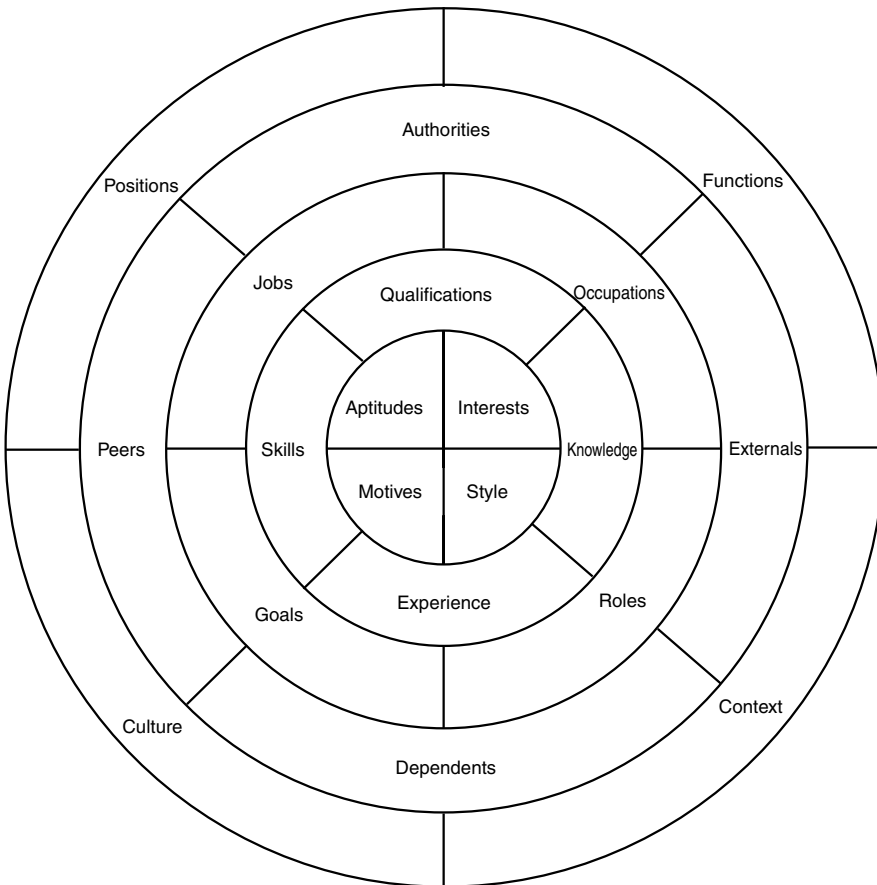 Authorities
Positions
Functions
Jobs
Qualifications
Occupations
Aptitudes
Interests
Peers
Skills
Knowledge
Externals
Motives
Style
Goals
Experience
Roles
Culture
Context
Dependents